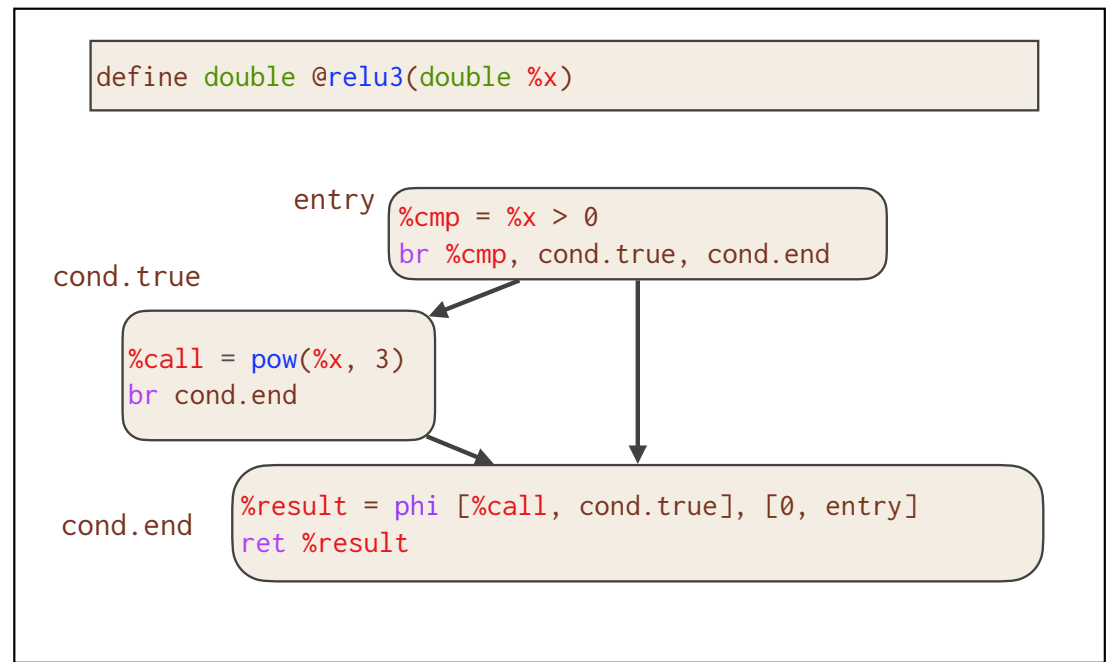 define double @relu3(double %x)
entry
%cmp = %x > 0
br %cmp, cond.true, cond.end
cond.true
%call = pow(%x, 3)
br cond.end
cond.end
%result = phi [%call, cond.true], [0, entry]
ret %result